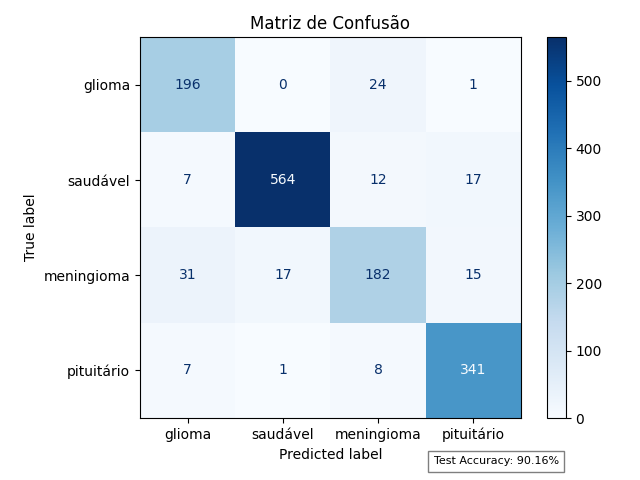 Matriz de Confusão
True label
glioma 196 0 24 1
saudável 7 564 12 17
meningioma 31 17 182 15
pituitário 7 1 8 341
glioma saudável meningioma pituitário
Predicted label
500
400
300
200
100
0
Test Accuracy: 90.16%